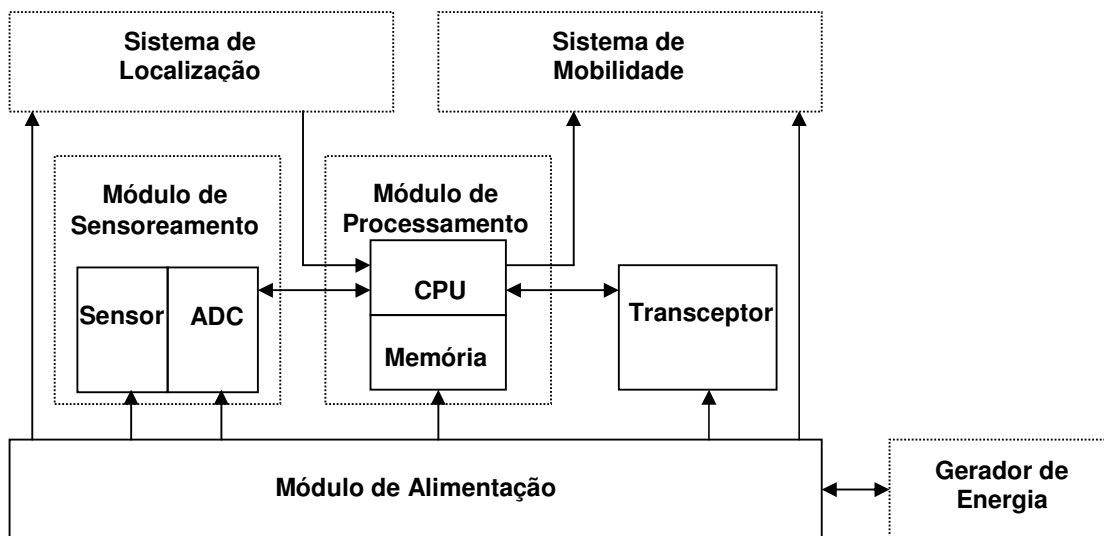 Sistema de
Localização
Sistema de
Mobilidade
Módulo de
Sensoreamento
Módulo de
Processamento
Sensor
ADC
CPU
Memória
Transceptor
Módulo de Alimentação
Gerador de
Energia